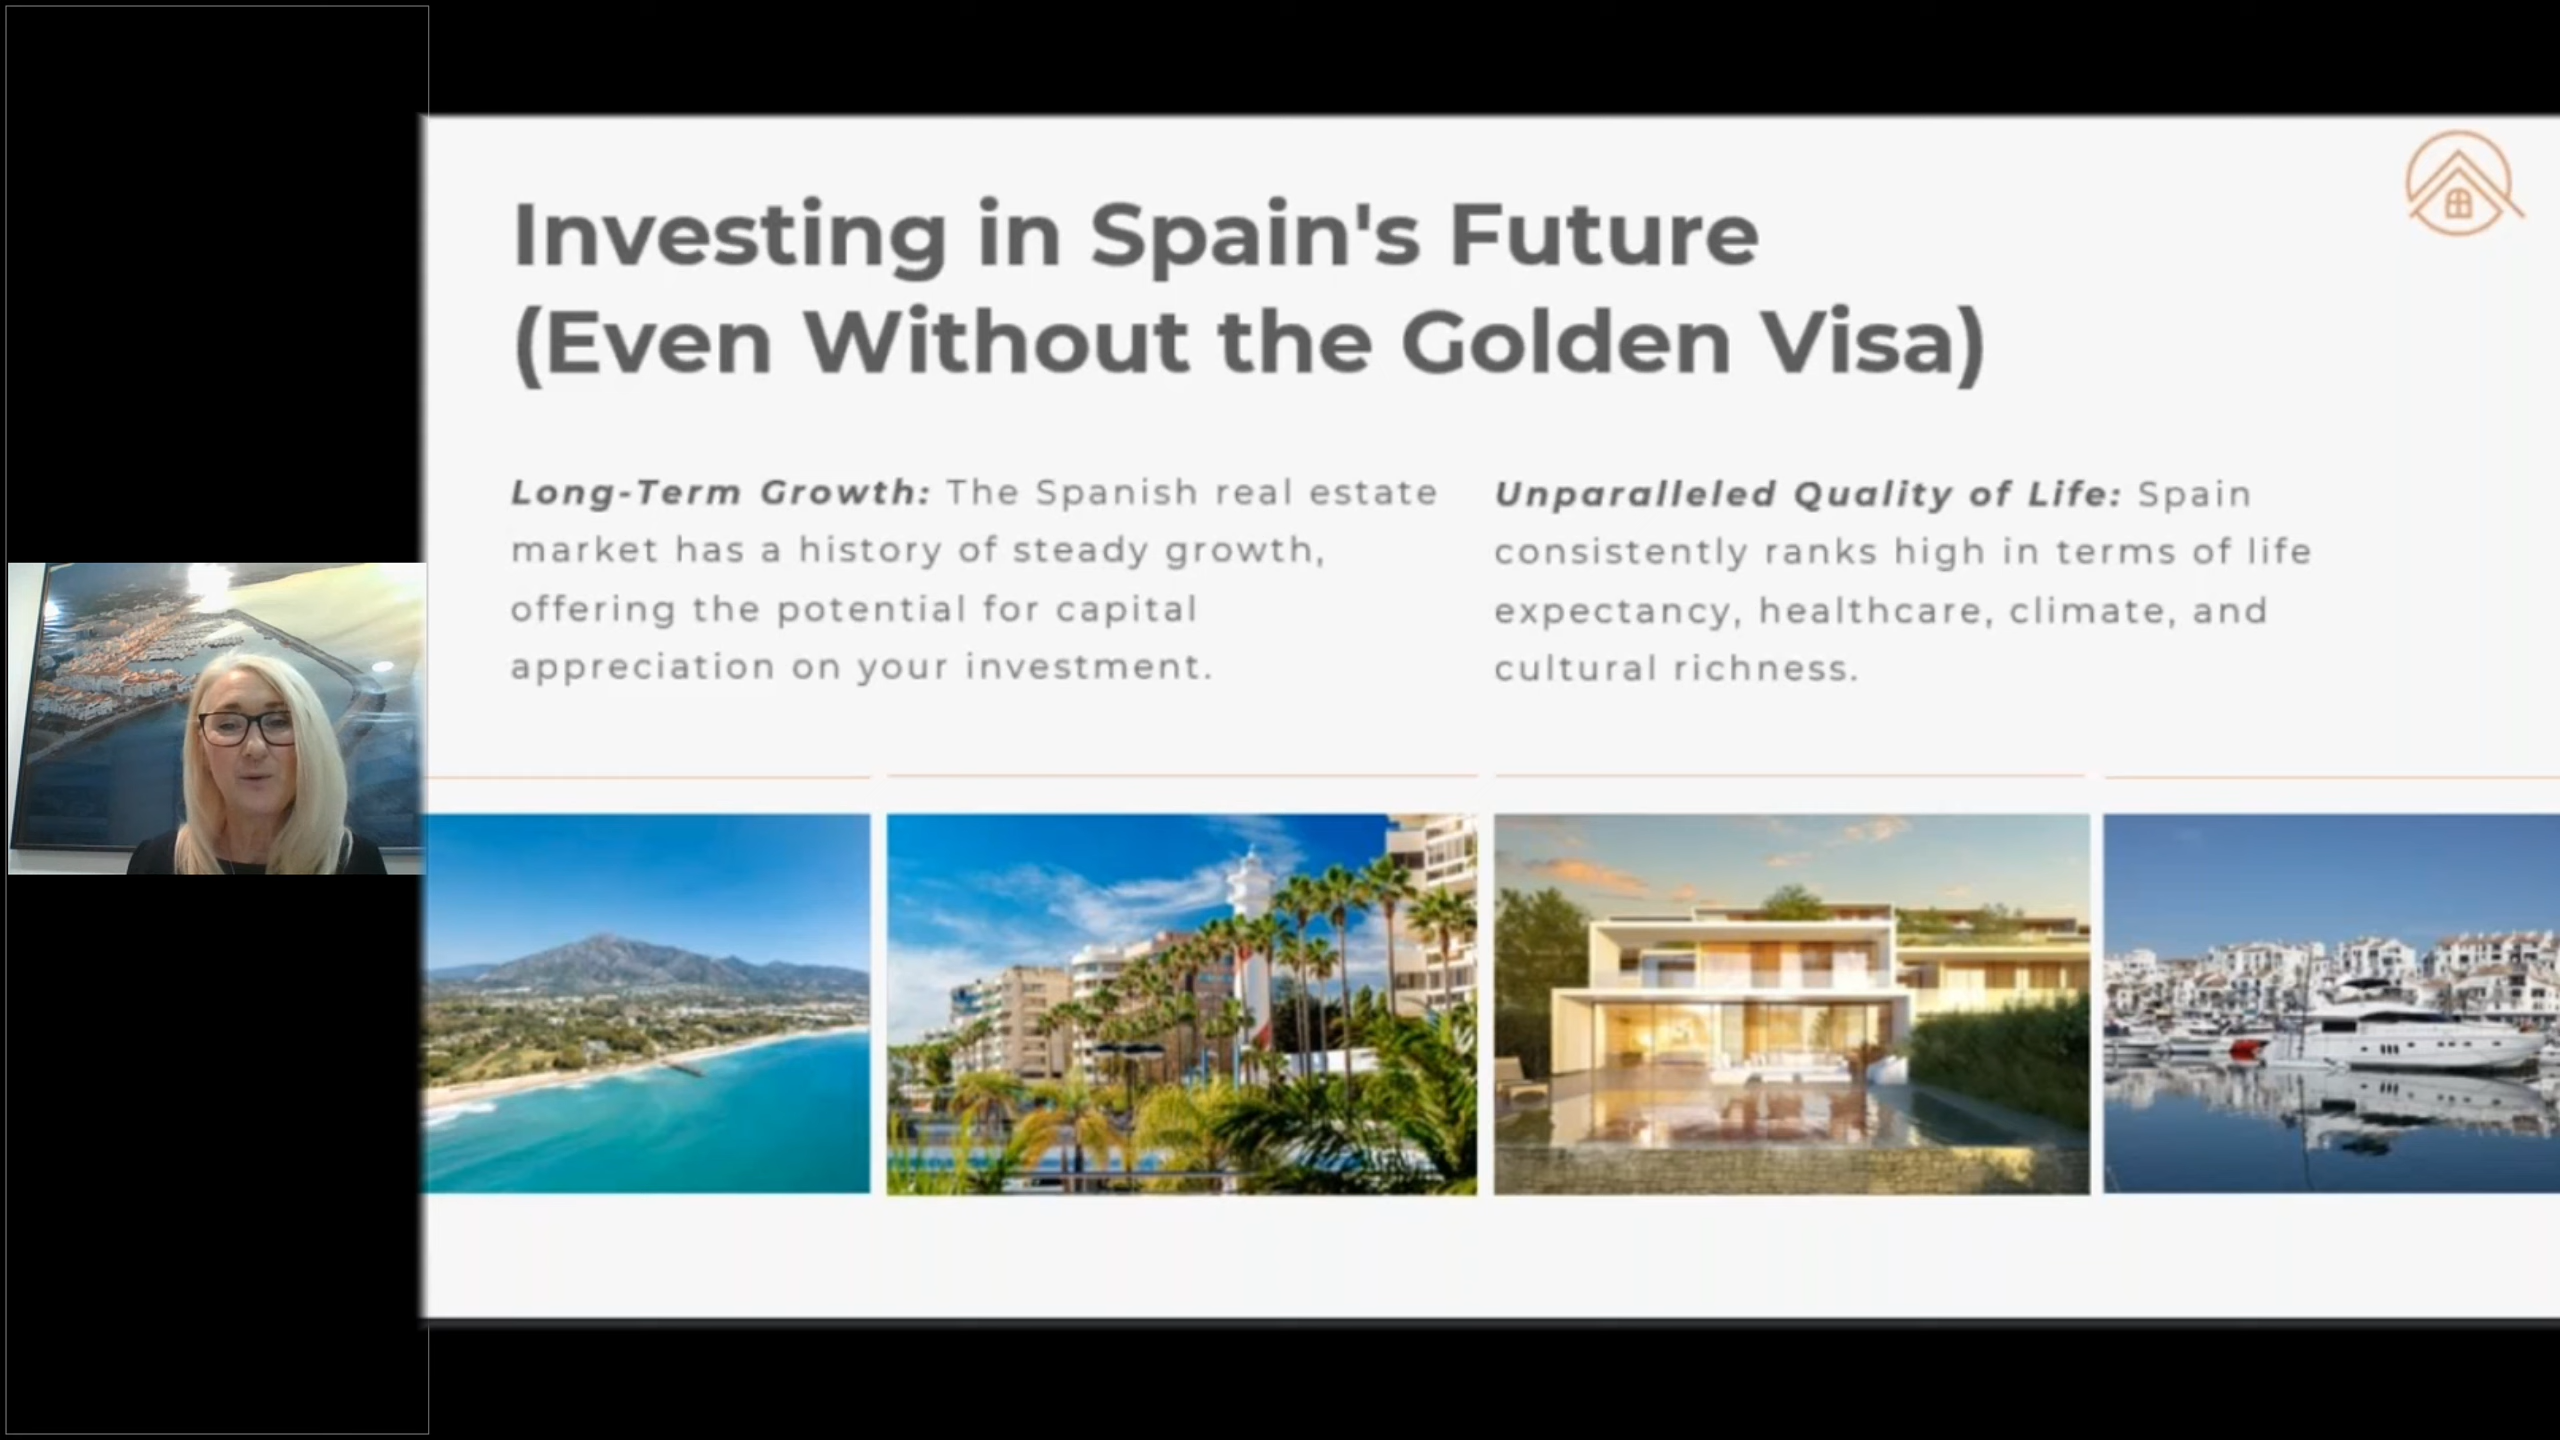 Investing in Spain's Future
(Even Without the Golden Visa)
Long-Term Growth: The Spanish real estate
market has a history of steady growth,
offering the potential for capital
appreciation on your investment.
Unparalleled Quality of Life: Spain
consistently ranks high in terms of life
expectancy, healthcare, climate, and
cultural richness.